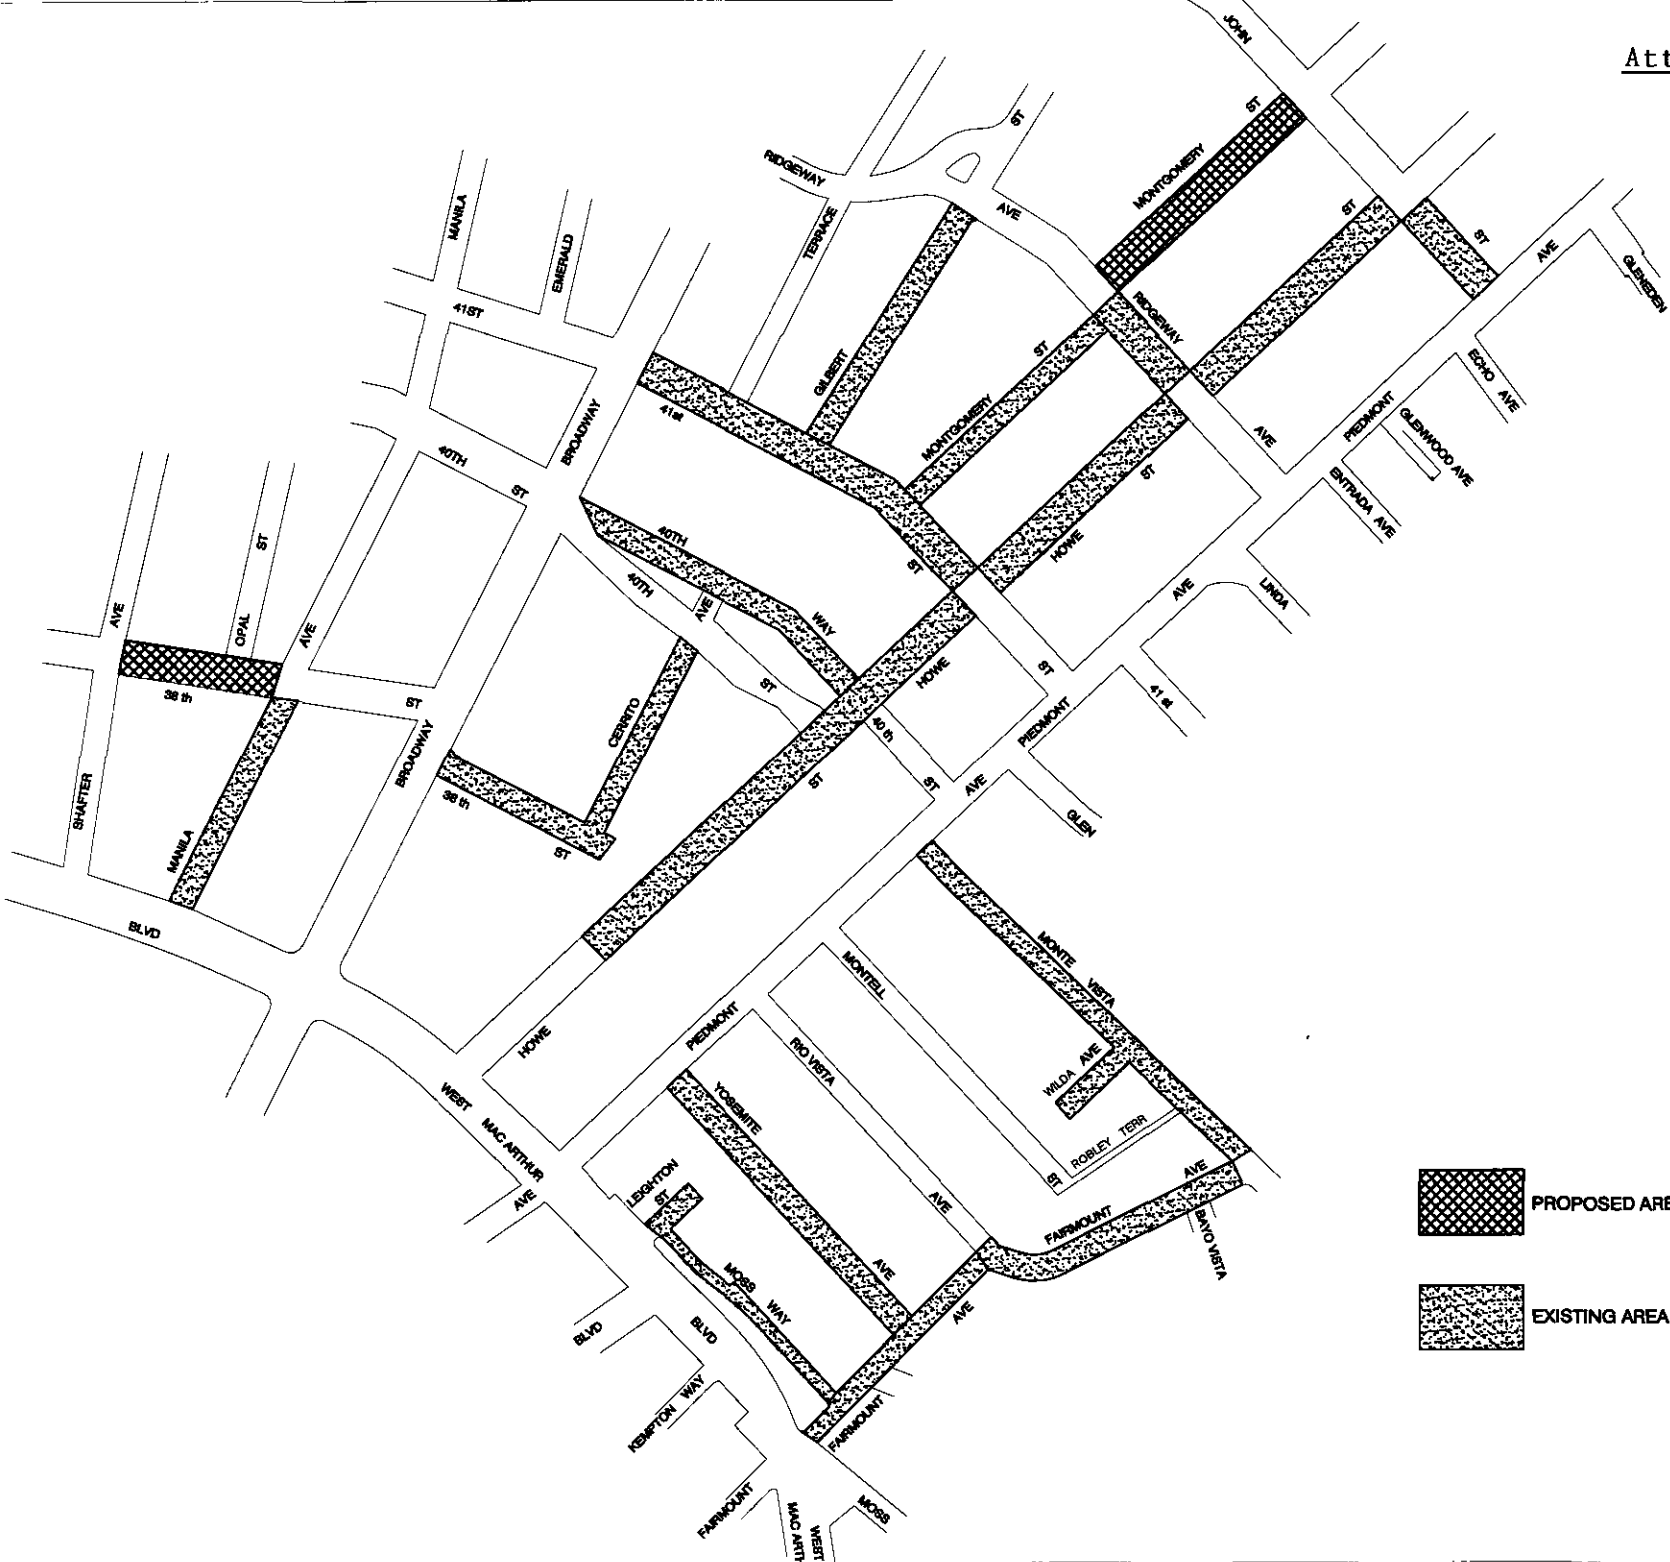 Att
JOHN
ST
MONTGOMERY
ST
RIDGEWAY
AVE
ST
ST
AVE
GLENEDEN
MANILA
EMERALD
TERRACE
41ST
GILBERT
ST
RIDGEWAY
MONTGOMERY
ECHO AVE
PIEDMONT
GLENWOOD AVE
AVE
ENTRADA AVE
BROADWAY
41st
40TH
ST
ST
HOWE
ST
AVE
LINDA
40TH
WAY
40TH
AVE
ST
ST
OPAL
AVE
AVE
38 th
ST
CERRITO
ST
HOWE
ST
41 st
PIEDMONT
40 th
ST
AVE
GLEN
BROADWAY
38 th
ST
ST
SHAFTER
MANILA
BLVD
MONTE
VISTA
MONTELL
PIEDMONT
HOWE
RIO VISTA
WILDA AVE
YOSEMITE
WEST
MAC ARTHUR
AVE
ROBLEY TERR
ST
AVE
LEIGHTON
ST
AVE
FAIRMOUNT
BAYO VISTA
AVE
MOSS
WAY
AVE
BLVD
BLVD
KEMPTON WAY
FAIRMOUNT
FAIRMOUNT
MOSS
WEST
MAC ARTH
PROPOSED ARE
EXISTING AREA